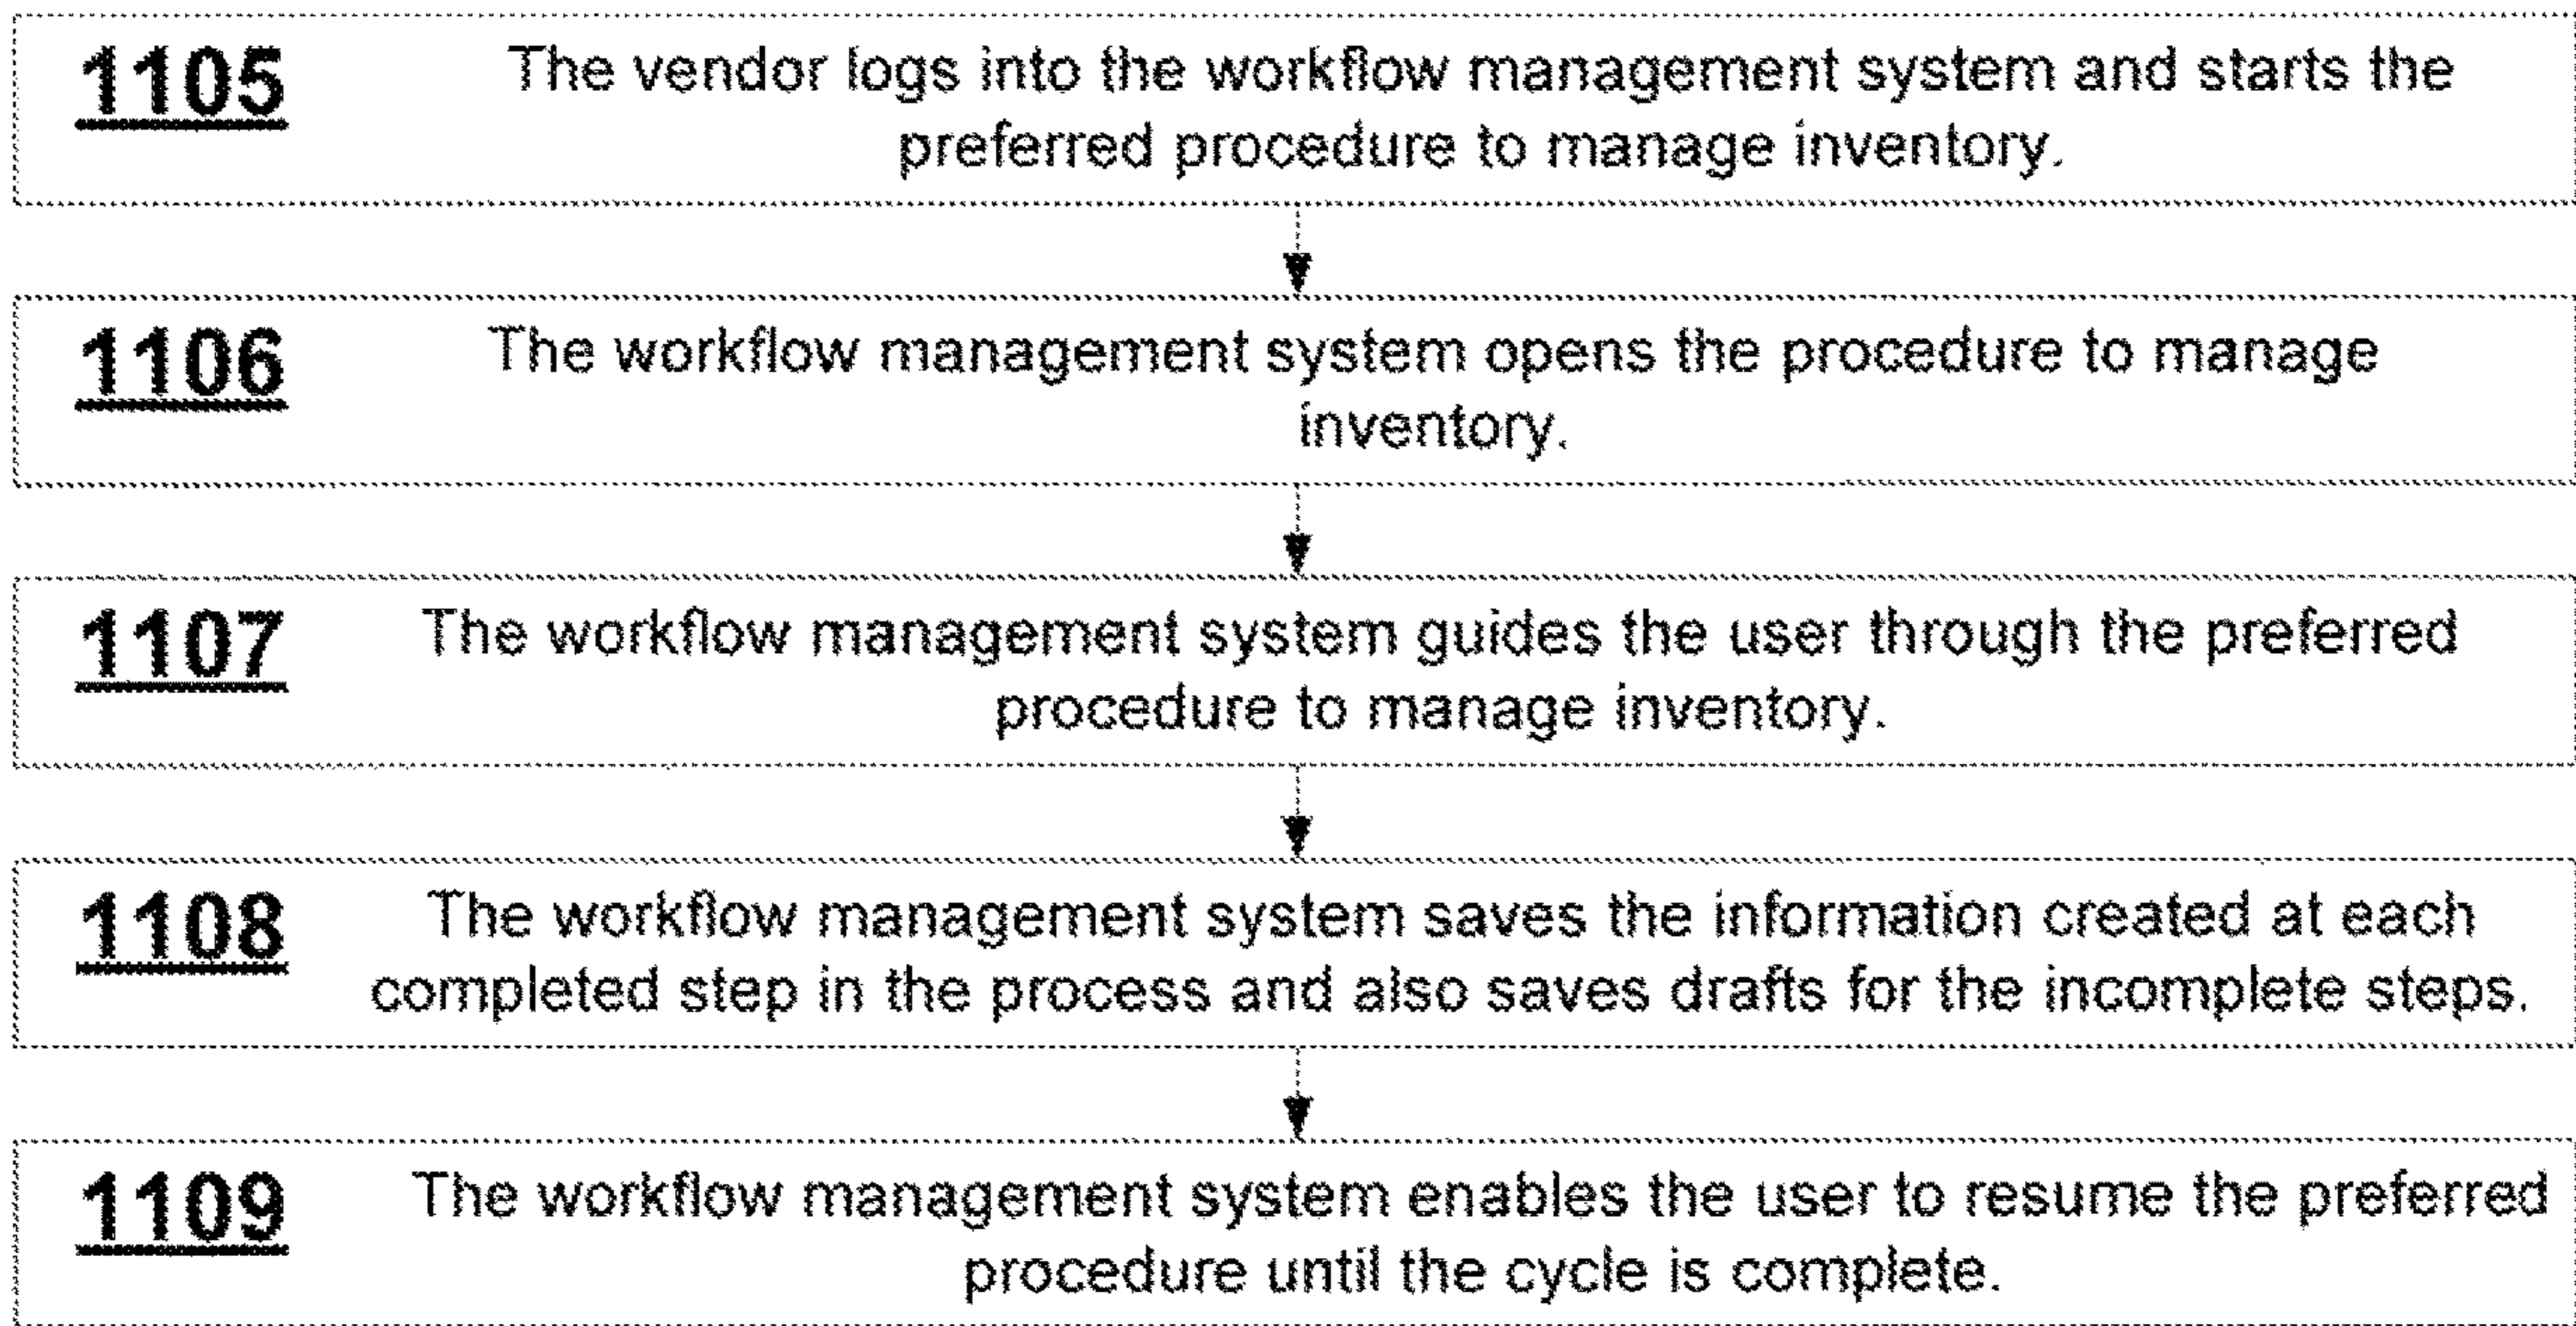 1105 The vendor logs into the workflow management system and starts the
preferred procedure to manage inventory.
1106 The workflow management system opens the procedure to manage
inventory.
1107 The workflow management system guides the user through the preferred
procedure to manage inventory.
1108 The workflow management system saves the information created at each
completed step in the process and also saves drafts for the incomplete steps.
1109 The workflow management system enables the user to resume the preferred
procedure until the cycle is complete.